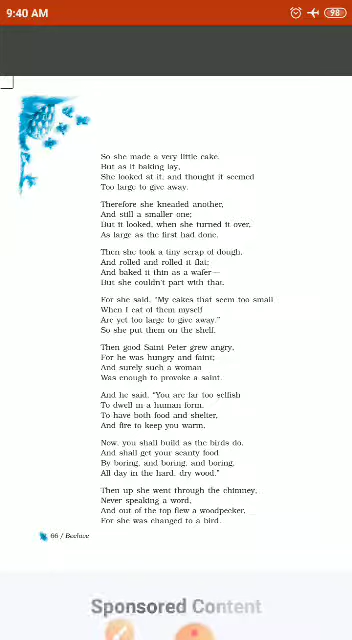 9:40 AM
98
So she made a very little cake,
But as it baking lay,
She looked at it, and thought it seemed
Too large to give away.
Therefore she kneaded another,
And still a smaller one;
But it looked, when she turned it over,
As large as the first had done.
Then she took a tiny scrap of dough,
And rolled and rolled it flat;
And baked it thin as a wafer —
But she couldn't part with that.
For she said, "My cakes that seem too small
When I eat of them myself
Are yet too large to give away."
So she put them on the shelf.
Then good Saint Peter grew angry,
For he was hungry and faint;
And surely such a woman
Was enough to provoke a saint.
And he said, "You are far too selfish
To dwell in a human form,
To have both food and shelter,
And fire to keep you warm.
Now, you shall build as the birds do,
And shall get your scanty food
By boring, and boring, and boring,
All day in the hard, dry wood."
Then up she went through the chimney,
Never speaking a word,
And out of the top flew a woodpecker,
For she was changed to a bird.
66 / Beehive
Sponsored Content